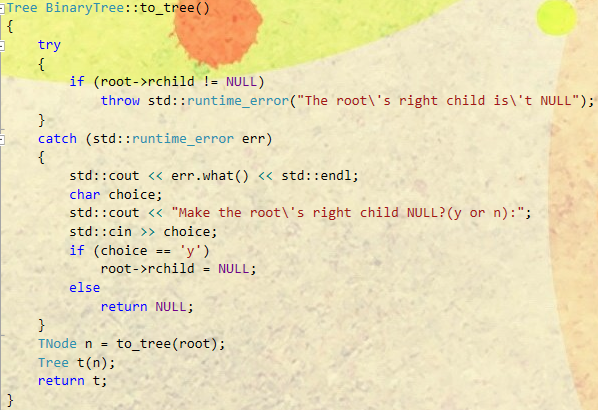 Tree BinaryTree::to_tree()
{
    try
    {
        if (root->rchild != NULL)
            throw std::runtime_error("The root\'s right child is\'t NULL");
    }
    catch (std::runtime_error err)
    {
        std::cout << err.what() << std::endl;
        char choice;
        std::cout << "Make the root\'s right child NULL?(y or n):";
        std::cin >> choice;
        if (choice == 'y')
            root->rchild = NULL;
        else
            return NULL;
    }
    TNode n = to_tree(root);
    Tree t(n);
    return t;
}